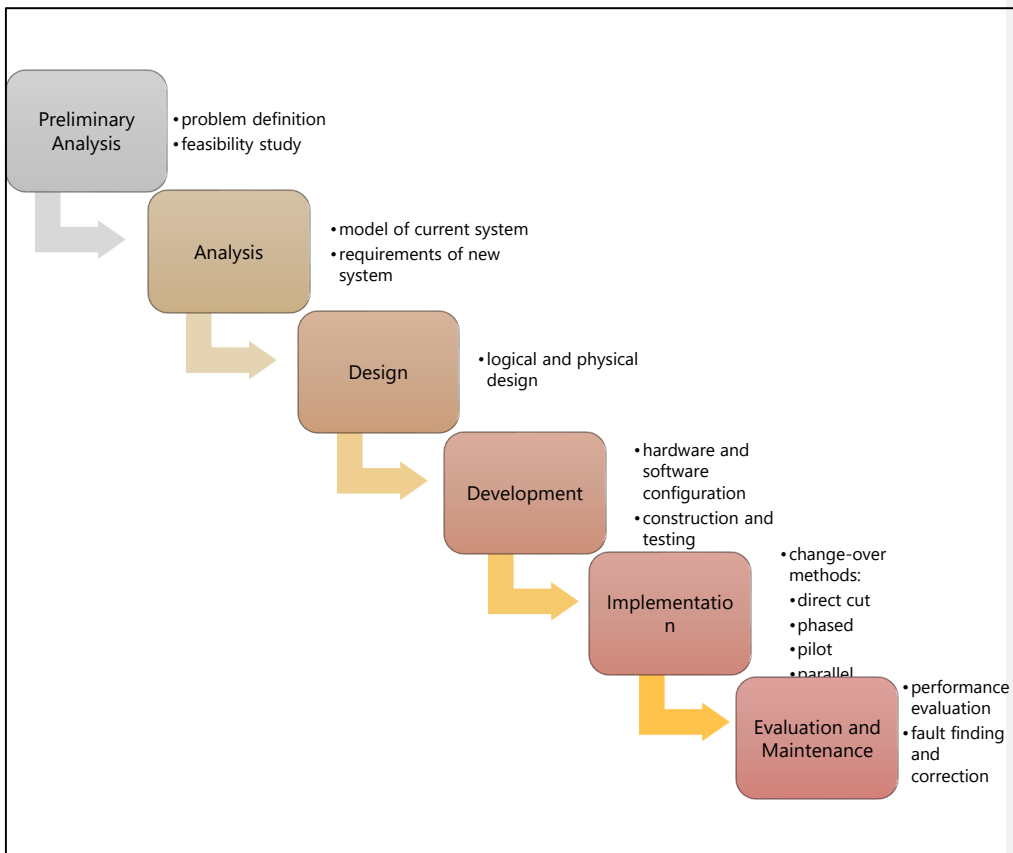 Preliminary
Analysis
•problem definition
•feasibility study
Analysis
•model of current system
•requirements of new
system
Design
•logical and physical
design
Development
•hardware and
software
configuration
•construction and
testing
Implementatio
n
•change-over
methods:
•direct cut
•phased
•pilot
•parallel
Evaluation and
Maintenance
•performance
evaluation
•fault finding
and
correction